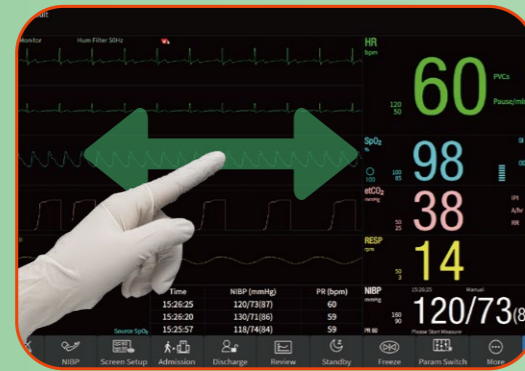 Monitor Hum Filter 50Hz
HR
bpm
60
PVCs
Pause/min
120
50
SpO₂
%
98
100
100
85
etCO₂
mmHg
38
50
25
RESP
rpm
14
50
3
NIBP
mmHg
15:26:25 Manual
120/73(8
160
90
PR 60 Please Start Measure
Time NIBP (mmHg) PR (bpm)
15:26:25 120/73(87) 60
15:26:20 130/71(86) 59
15:25:57 118/74(84) 59
Source SpO₂
NIBP Screen Setup Admission Discharge Review Standby Freeze Param Switch More